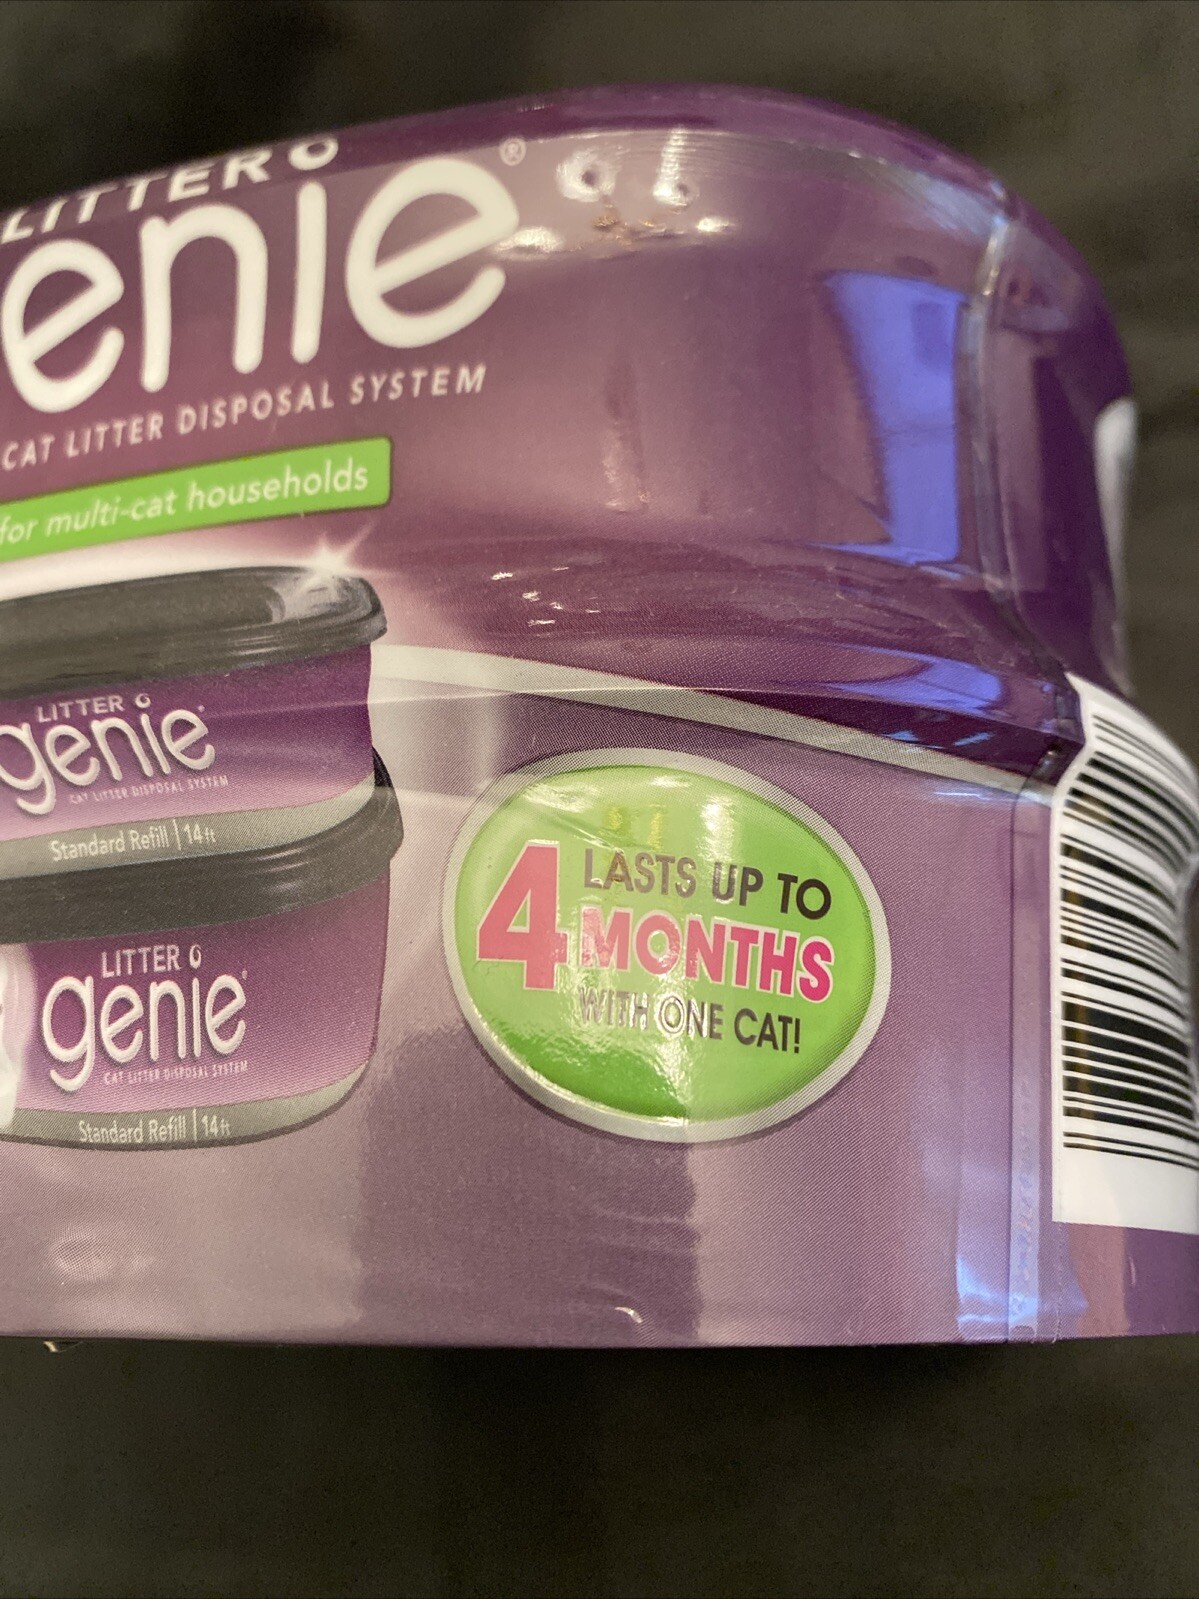 LITTER
enie®
CAT LITTER DISPOSAL SYSTEM
for multi-cat households
LITTER
genie
CAT LITTER DISPOSAL SYSTEM
Standard Refill | 14ft
LITTER
genie
CAT LITTER DISPOSAL SYSTEM
Standard Refill | 14ft
LASTS UP TO
4 MONTHS
WITH ONE CAT!